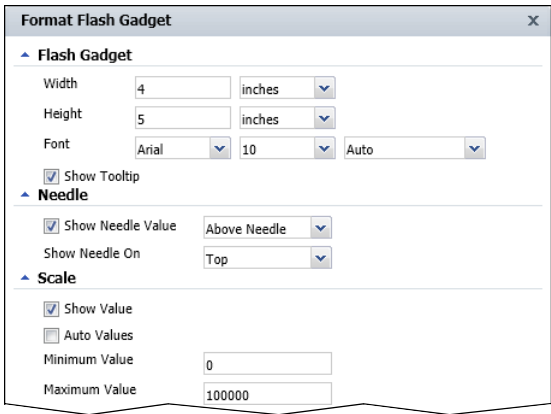 Format Flash Gadget x
Flash Gadget
Width 4 inches
Height 5 inches
Font Arial 10 Auto
Show Tooltip
Needle
Show Needle Value Above Needle
Show Needle On Top
Scale
Show Value
Auto Values
Minimum Value 0
Maximum Value 100000